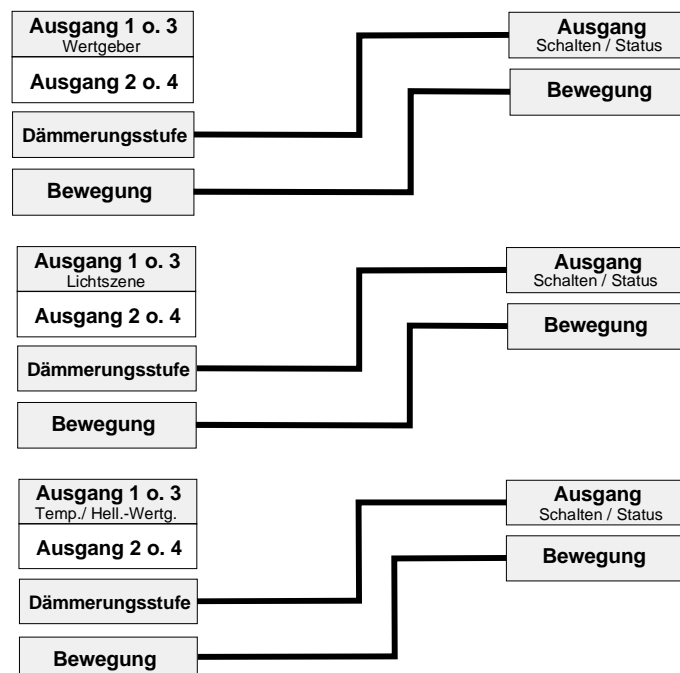 Ausgang 1 o. 3
Wertgeber
Ausgang 2 o. 4
Dämmerungsstufe
Bewegung
Ausgang
Schalten / Status
Bewegung
Ausgang 1 o. 3
Lichtszene
Ausgang 2 o. 4
Dämmerungsstufe
Bewegung
Ausgang
Schalten / Status
Bewegung
Ausgang 1 o. 3
Temp./ Hell.-Wertg.
Ausgang 2 o. 4
Dämmerungsstufe
Bewegung
Ausgang
Schalten / Status
Bewegung